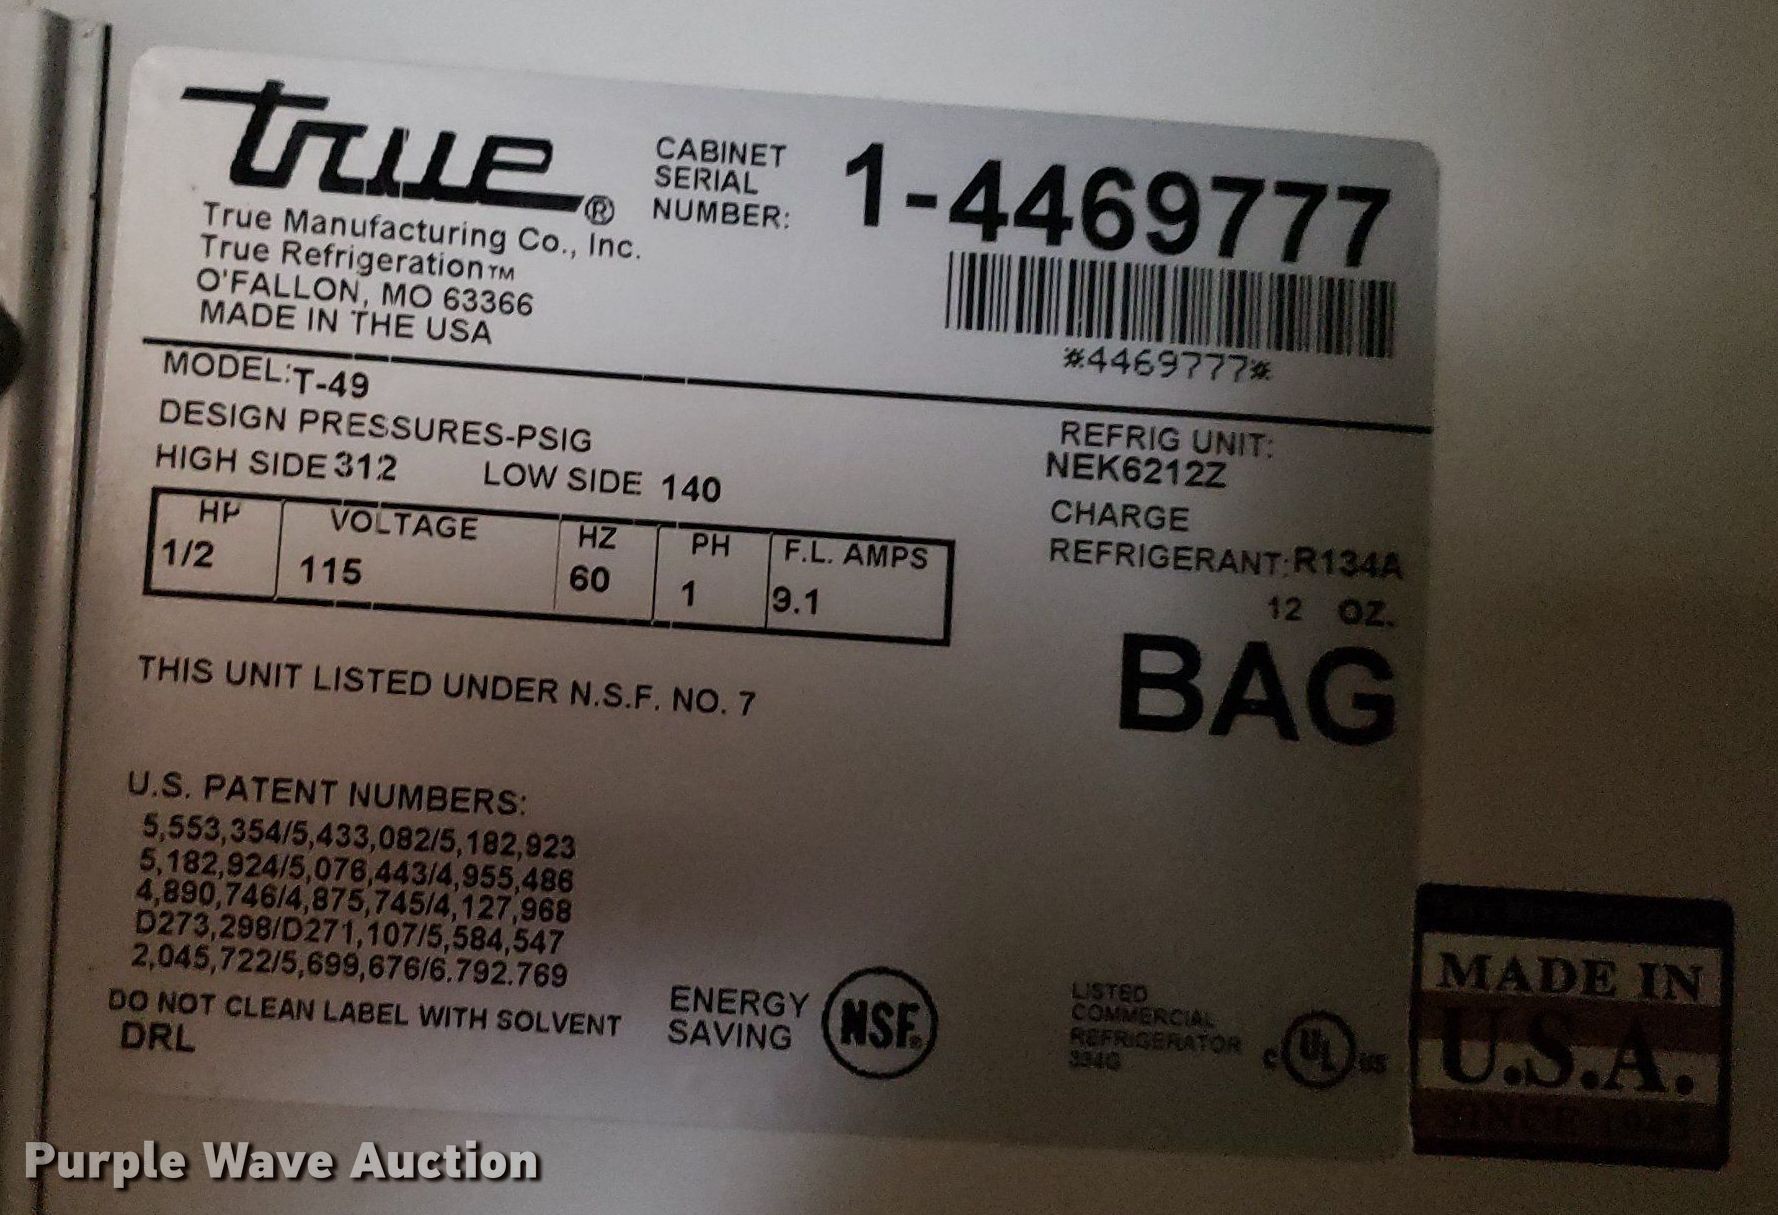 true®
True Manufacturing Co., Inc.
True Refrigeration™
O'FALLON, MO 63366
MADE IN THE USA
CABINET
SERIAL
NUMBER:
1-4469777
*4469777*
MODEL: T-49
DESIGN PRESSURES-PSIG
HIGH SIDE 312 LOW SIDE 140
HP VOLTAGE HZ PH F.L. AMPS
1/2 115 60 1 9.1
REFRIG UNIT:
NEK6212Z
CHARGE
REFRIGERANT: R134A
12 OZ.
BAG
THIS UNIT LISTED UNDER N.S.F. NO. 7
U.S. PATENT NUMBERS:
5,553,354/5,433,082/5,182,923
5,182,924/5,076,443/4,955,486
4,890,746/4,875,745/4,127,968
D273,298/D271,107/5,584,547
2,045,722/5,699,676/6.792.769
DO NOT CLEAN LABEL WITH SOLVENT
DRL
ENERGY
SAVING
NSF®
LISTED
COMMERCIAL
REFRIGERATOR
394G
C UL US
MADE IN
U.S.A.
Purple Wave Auction